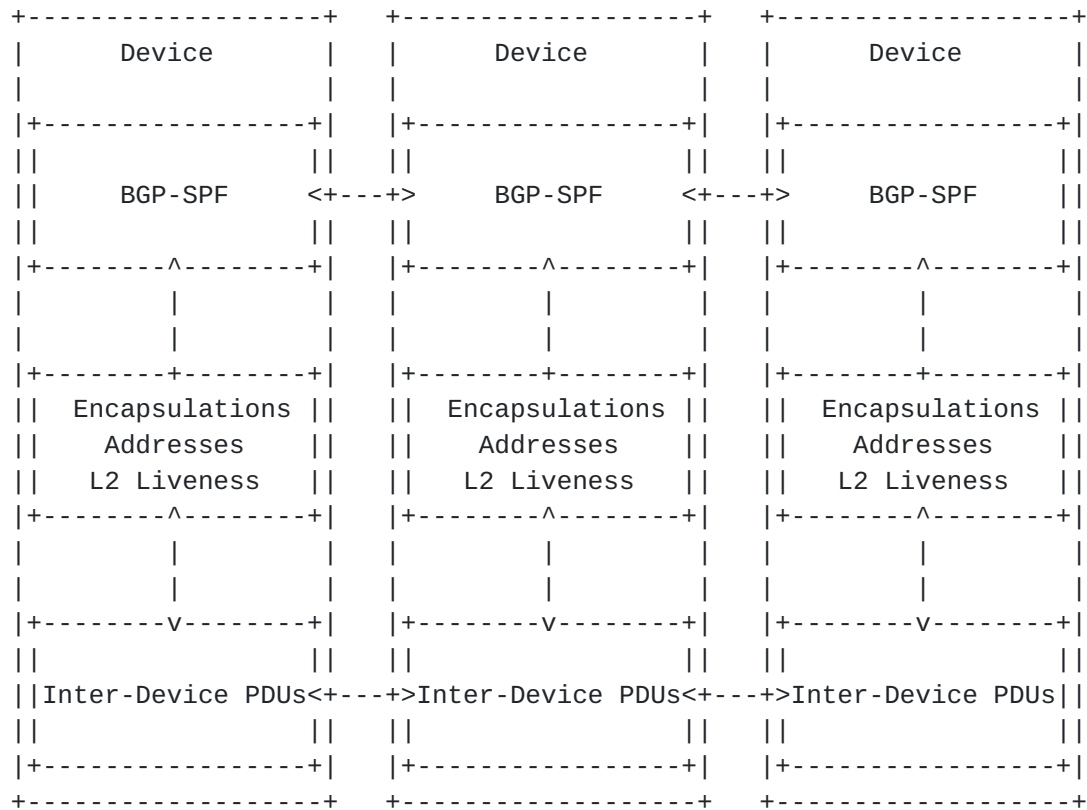 Device Device Device
BGP-SPF <+---+> BGP-SPF <+---+> BGP-SPF
Encapsulations Encapsulations Encapsulations
Addresses Addresses Addresses
L2 Liveness L2 Liveness L2 Liveness
Inter-Device PDUs<+---+>Inter-Device PDUs<+---+>Inter-Device PDUs